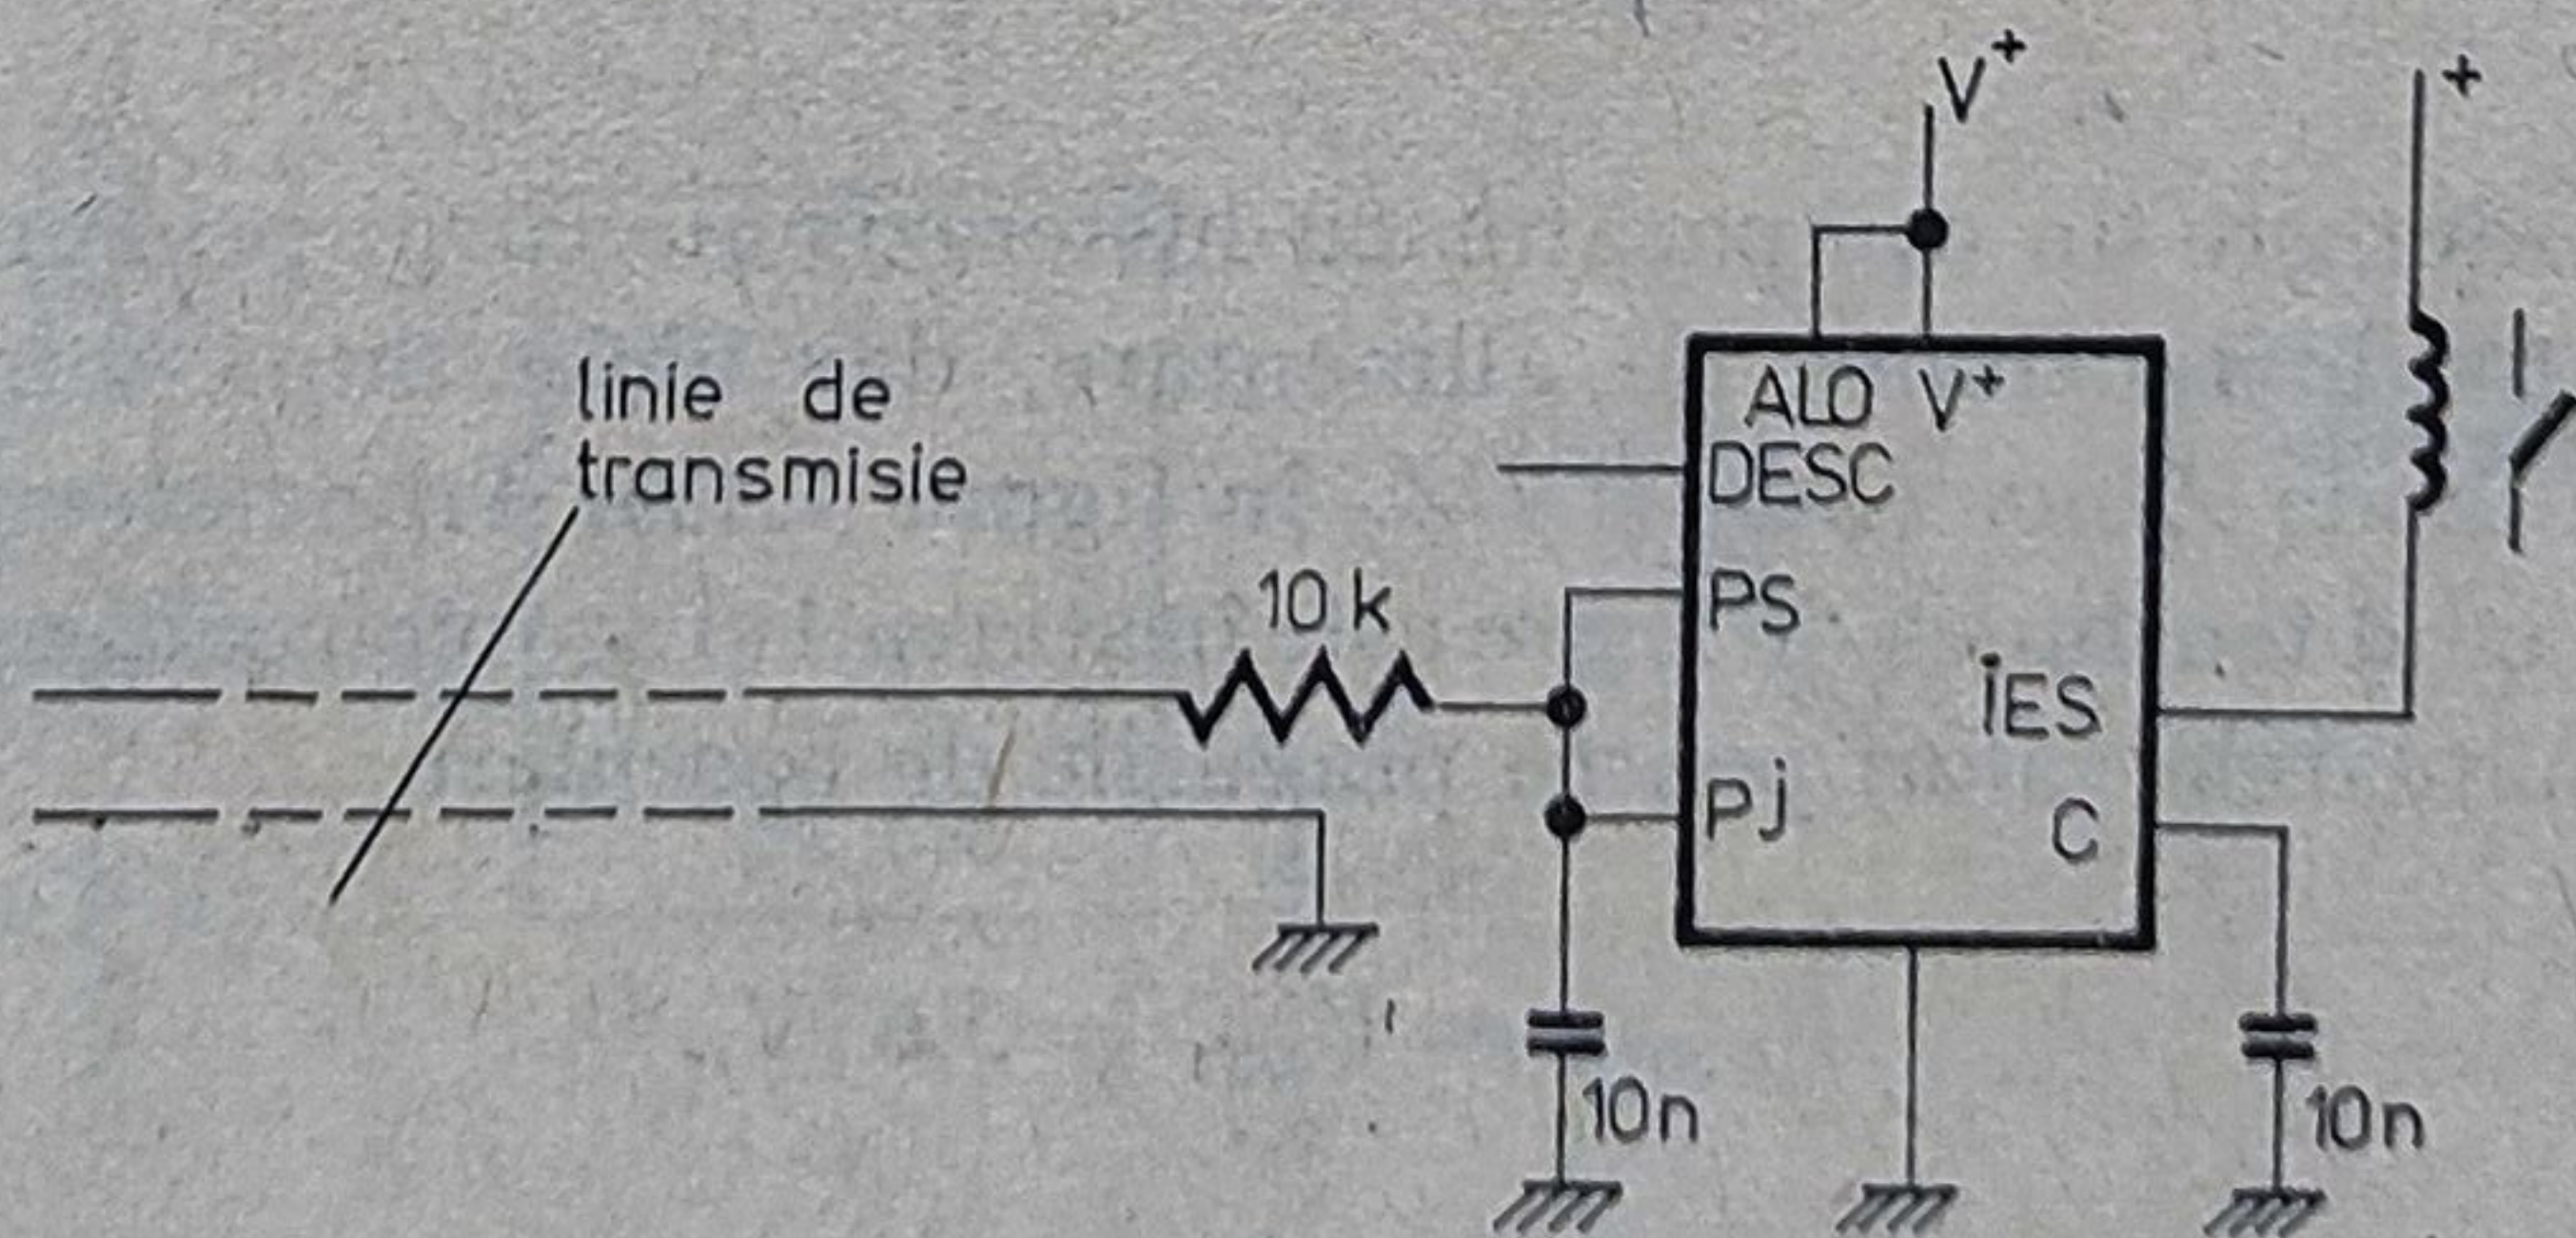 V+
+
linie de
transmisie
ALO V+
DESC
10 k
PS
IES
Pj
C
10n
10n